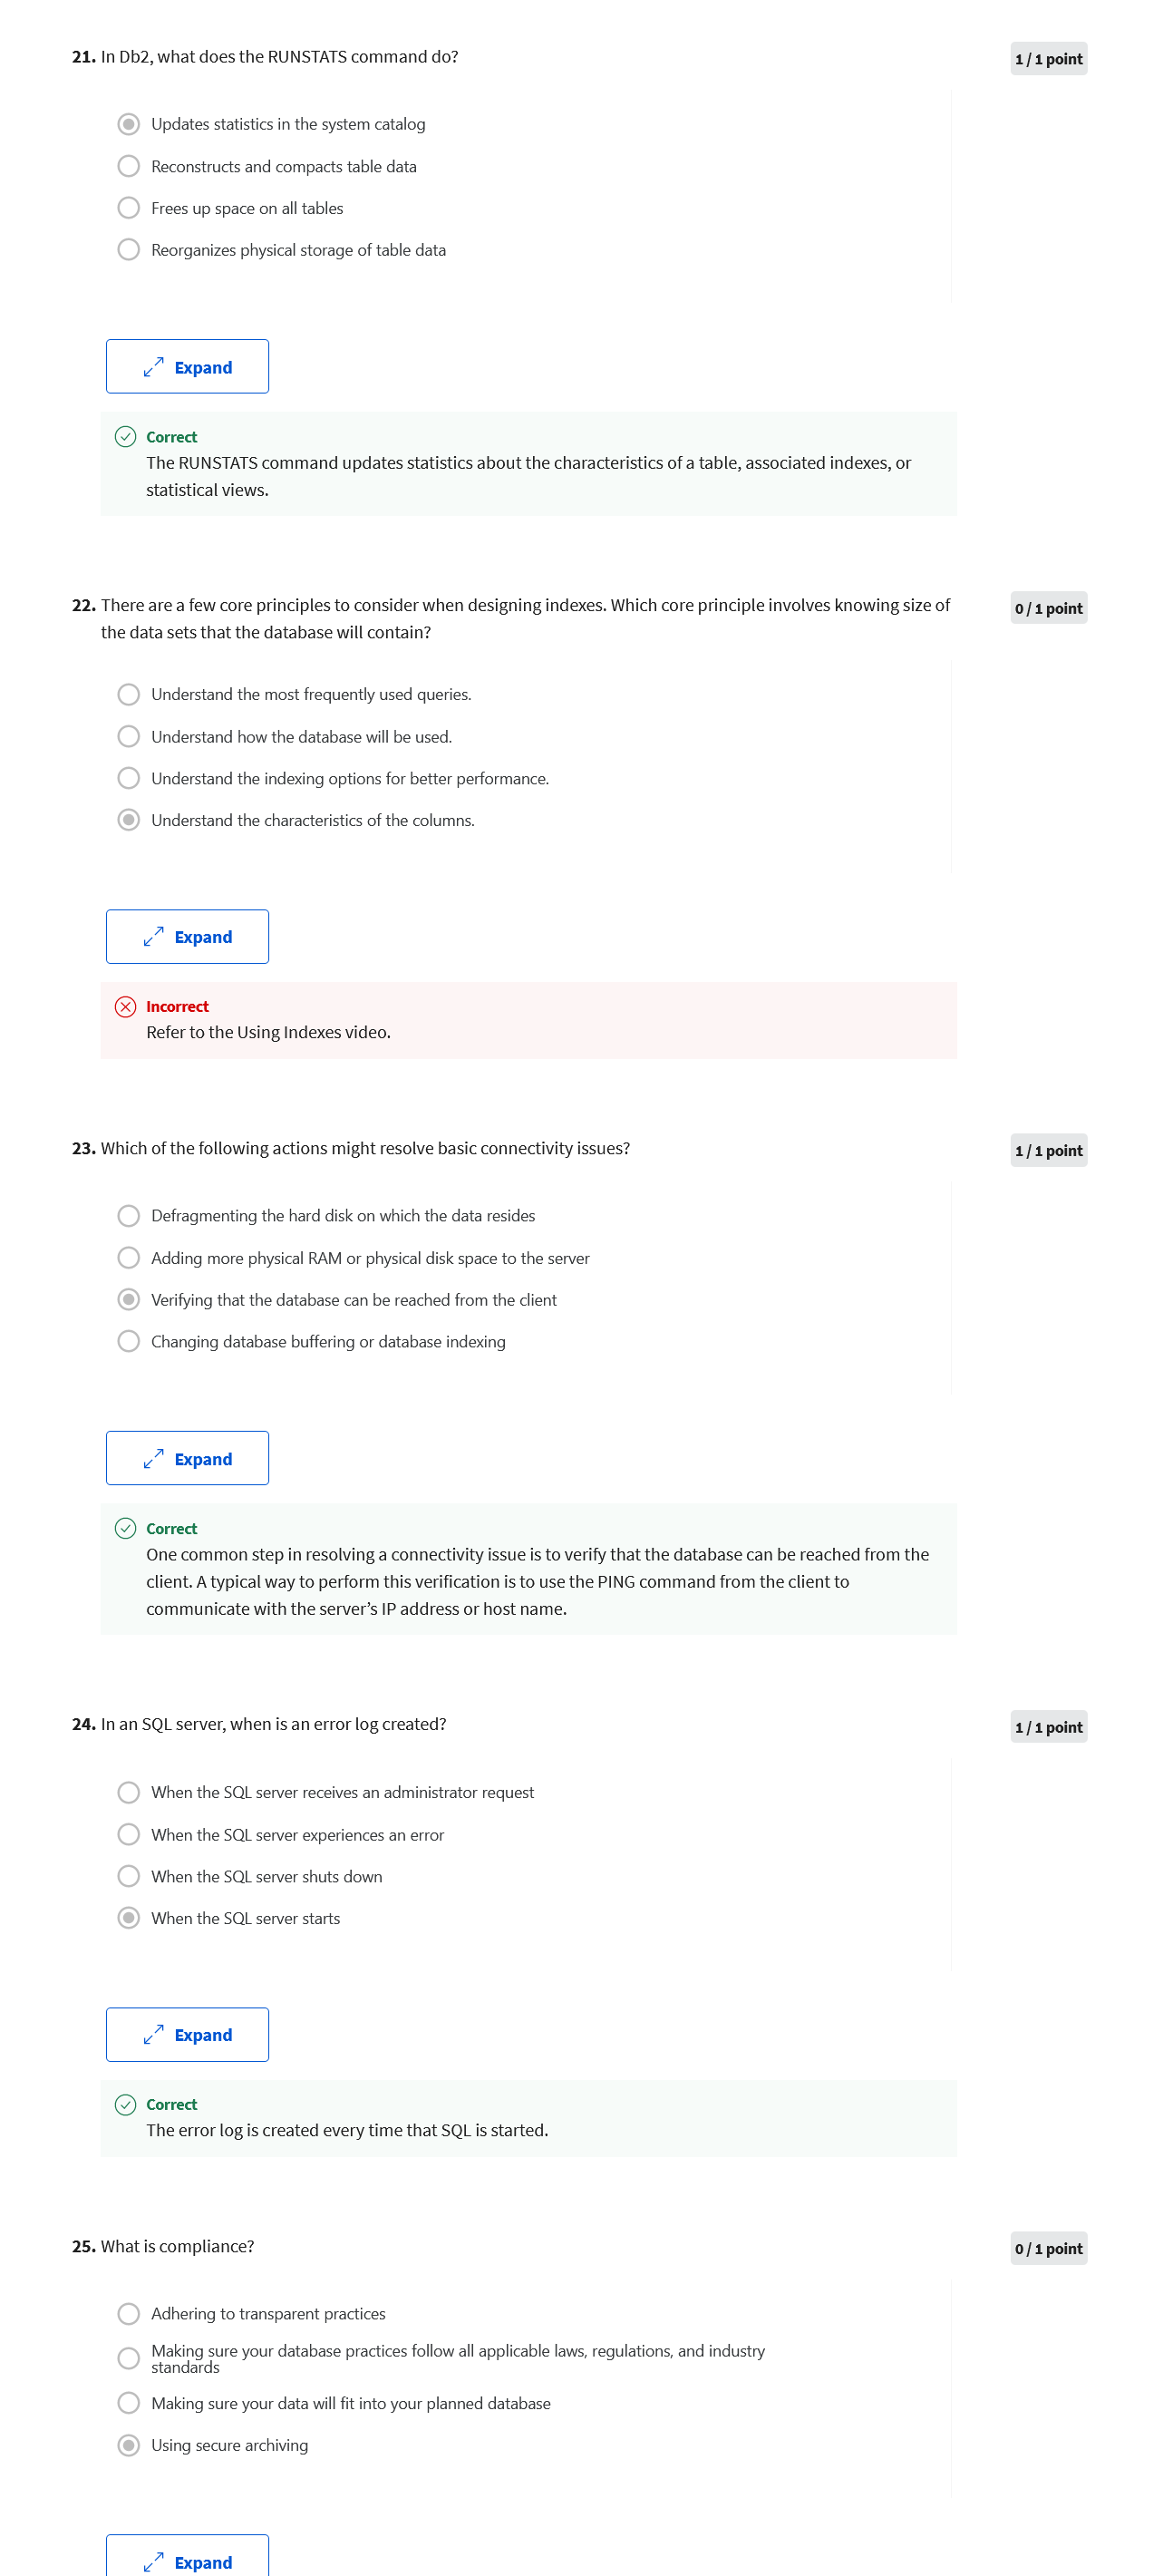 21. In Db2, what does the RUNSTATS command do?
1 / 1 point
Updates statistics in the system catalog
Reconstructs and compacts table data
Frees up space on all tables
Reorganizes physical storage of table data
Expand
Correct
The RUNSTATS command updates statistics about the characteristics of a table, associated indexes, or
statistical views.
22. There are a few core principles to consider when designing indexes. Which core principle involves knowing size of
the data sets that the database will contain?
0 / 1 point
Understand the most frequently used queries.
Understand how the database will be used.
Understand the indexing options for better performance.
Understand the characteristics of the columns.
Expand
Incorrect
Refer to the Using Indexes video.
23. Which of the following actions might resolve basic connectivity issues?
1 / 1 point
Defragmenting the hard disk on which the data resides
Adding more physical RAM or physical disk space to the server
Verifying that the database can be reached from the client
Changing database buffering or database indexing
Expand
Correct
One common step in resolving a connectivity issue is to verify that the database can be reached from the
client. A typical way to perform this verification is to use the PING command from the client to
communicate with the server’s IP address or host name.
24. In an SQL server, when is an error log created?
1 / 1 point
When the SQL server receives an administrator request
When the SQL server experiences an error
When the SQL server shuts down
When the SQL server starts
Expand
Correct
The error log is created every time that SQL is started.
25. What is compliance?
0 / 1 point
Adhering to transparent practices
Making sure your database practices follow all applicable laws, regulations, and industry
standards
Making sure your data will fit into your planned database
Using secure archiving
Expand